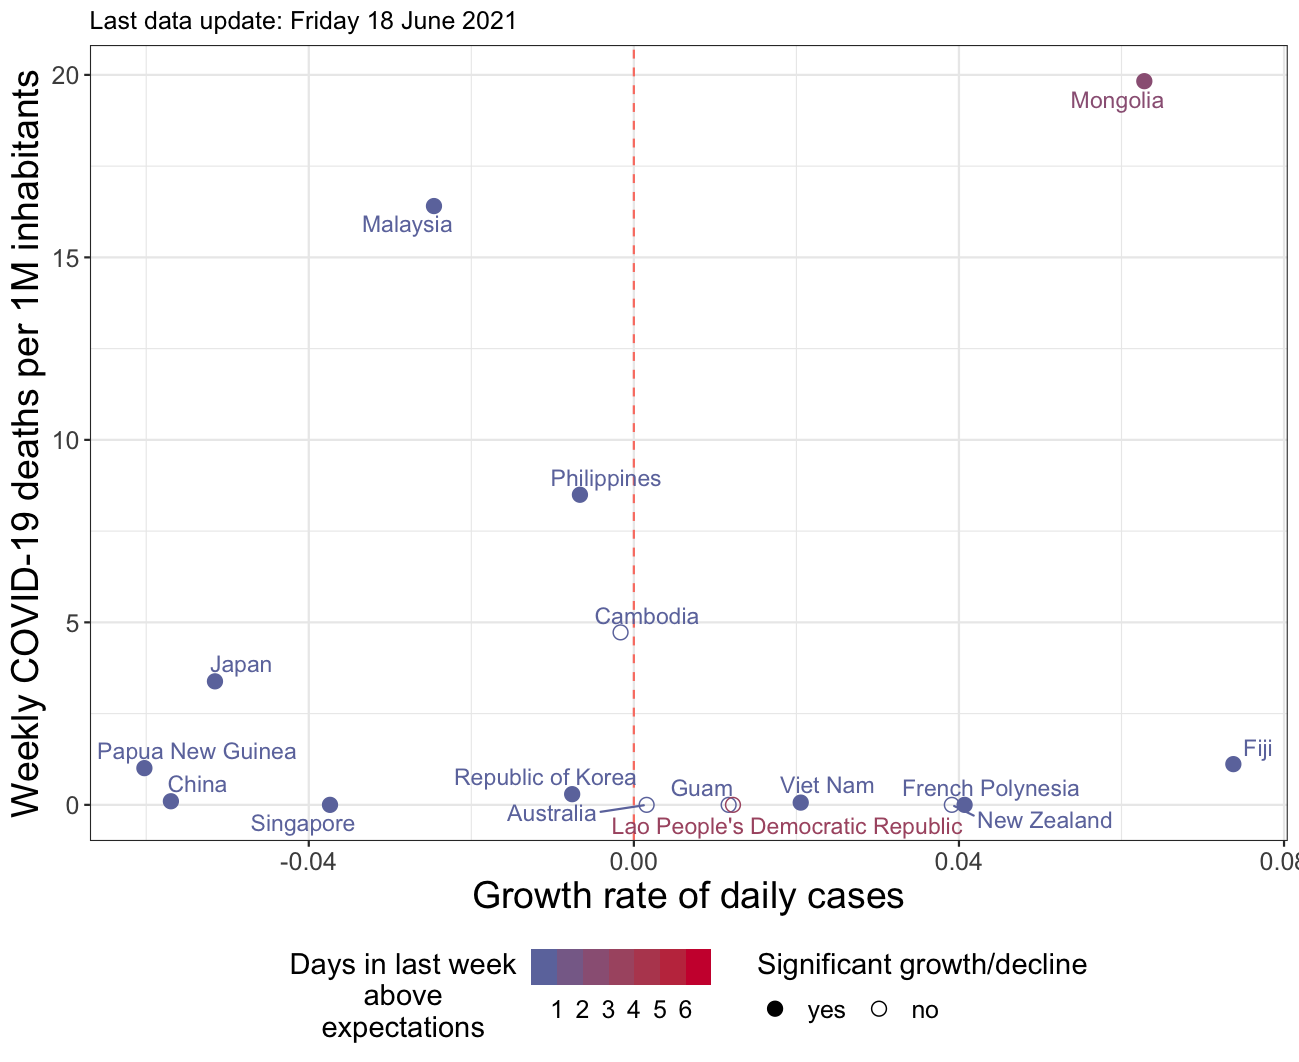 Last data update: Friday 18 June 2021
Weekly COVID-19 deaths per 1M inhabitants
20
15
10
5
0
Mongolia
Malaysia
Philippines
Cambodia
Japan
Papua New Guinea
China
Singapore
Republic of Korea
Australia
Guam
Lao People's Democratic Republic
Viet Nam
French Polynesia
New Zealand
Fiji
-0.04 0.00 0.04 0.08
Growth rate of daily cases
Days in last week
above
expectations
1 2 3 4 5 6
Significant growth/decline
yes no